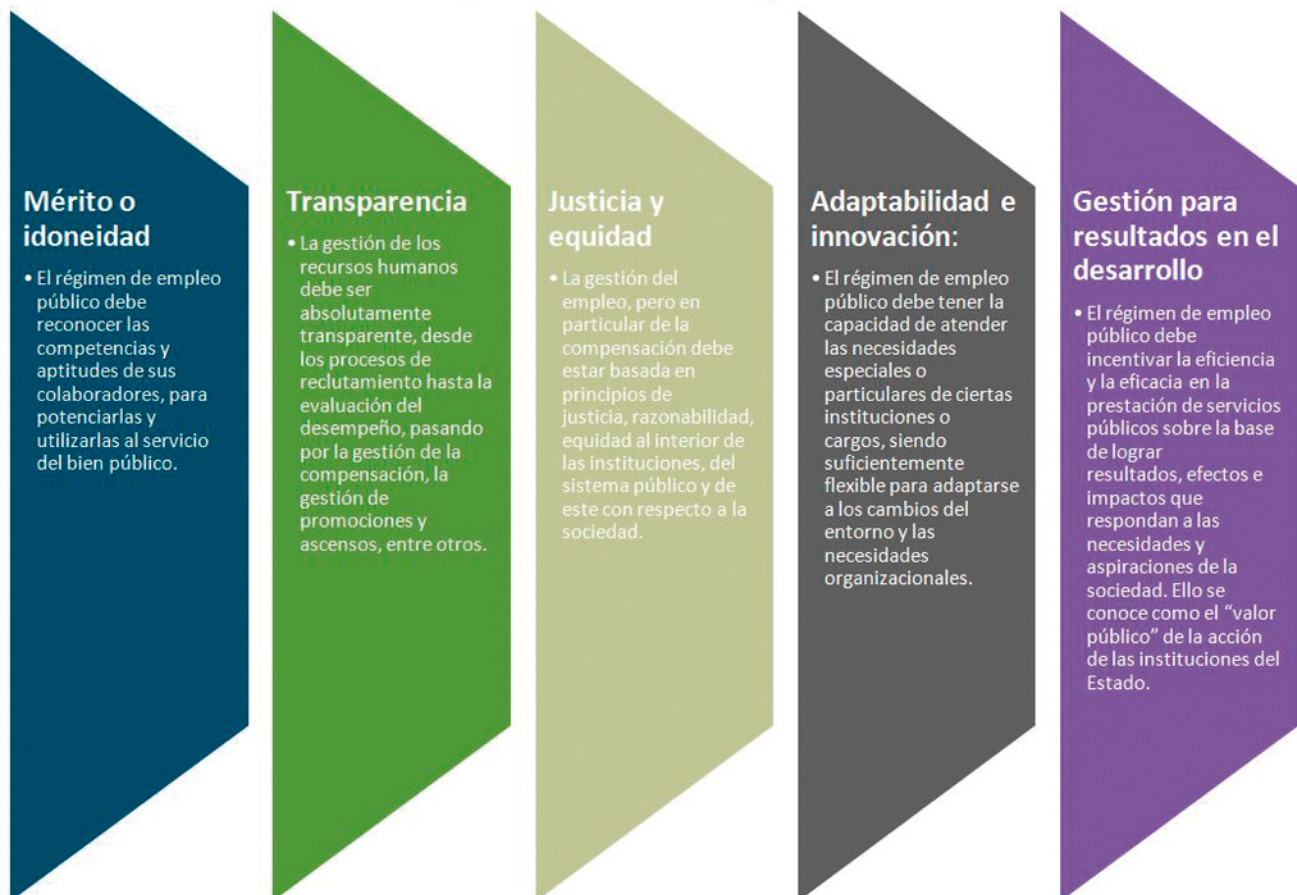 Mérito o
idoneidad
• El régimen de empleo
público debe
reconocer las
competencias y
aptitudes de sus
colaboradores, para
potenciarlas y
utilizarlas al servicio
del bien público.
Transparencia
• La gestión de los
recursos humanos
debe ser
absolutamente
transparente, desde
los procesos de
reclutamiento hasta la
evaluación del
desempeño, pasando
por la gestión de la
compensación, la
gestión de
promociones y
ascensos, entre otros.
Justicia y
equidad
• La gestión del
empleo, pero en
particular de la
compensación debe
estar basada en
principios de
justicia, razonabilidad,
equidad al interior de
las instituciones, del
sistema público y de
este con respecto a la
sociedad.
Adaptabilidad e
innovación:
• El régimen de empleo
público debe tener la
capacidad de atender
las necesidades
especiales o
particulares de ciertas
instituciones o
cargos, siendo
suficientemente
flexible para adaptarse
a los cambios del
entorno y las
necesidades
organizacionales.
Gestión para
resultados en el
desarrollo
• El régimen de empleo
público debe
incentivar la eficiencia
y la eficacia en la
prestación de servicios
públicos sobre la base
de lograr
resultados, efectos e
impactos que
respondan a las
necesidades y
aspiraciones de la
sociedad. Ello se
conoce como el “valor
público” de la acción
de las instituciones del
Estado.